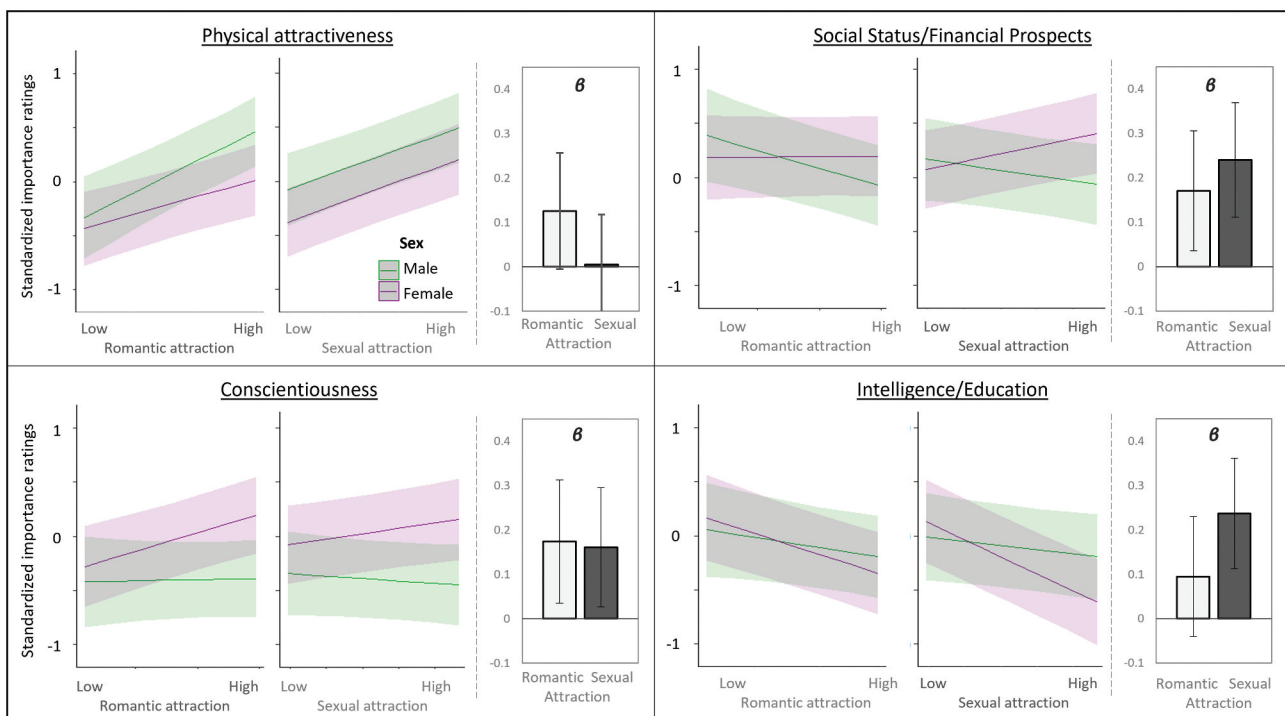 Physical attractiveness
Standardized importance ratings
1
0
-1
Sex
Male
Female
Low High
Romantic attraction
Low High
Sexual attraction
β
0.4
0.3
0.2
0.1
0
-0.1
Romantic Sexual
Attraction
Social Status/Financial Prospects
1
0
-1
Low High
Romantic attraction
Low High
Sexual attraction
β
0.4
0.3
0.2
0.1
0
-0.1
Romantic Sexual
Attraction
Conscientiousness
Standardized importance ratings
1
0
-1
Low High
Romantic attraction
Low High
Sexual attraction
β
0.4
0.3
0.2
0.1
0
-0.1
Romantic Sexual
Attraction
Intelligence/Education
1
0
-1
Low High
Romantic attraction
Low High
Sexual attraction
β
0.4
0.3
0.2
0.1
0
-0.1
Romantic Sexual
Attraction